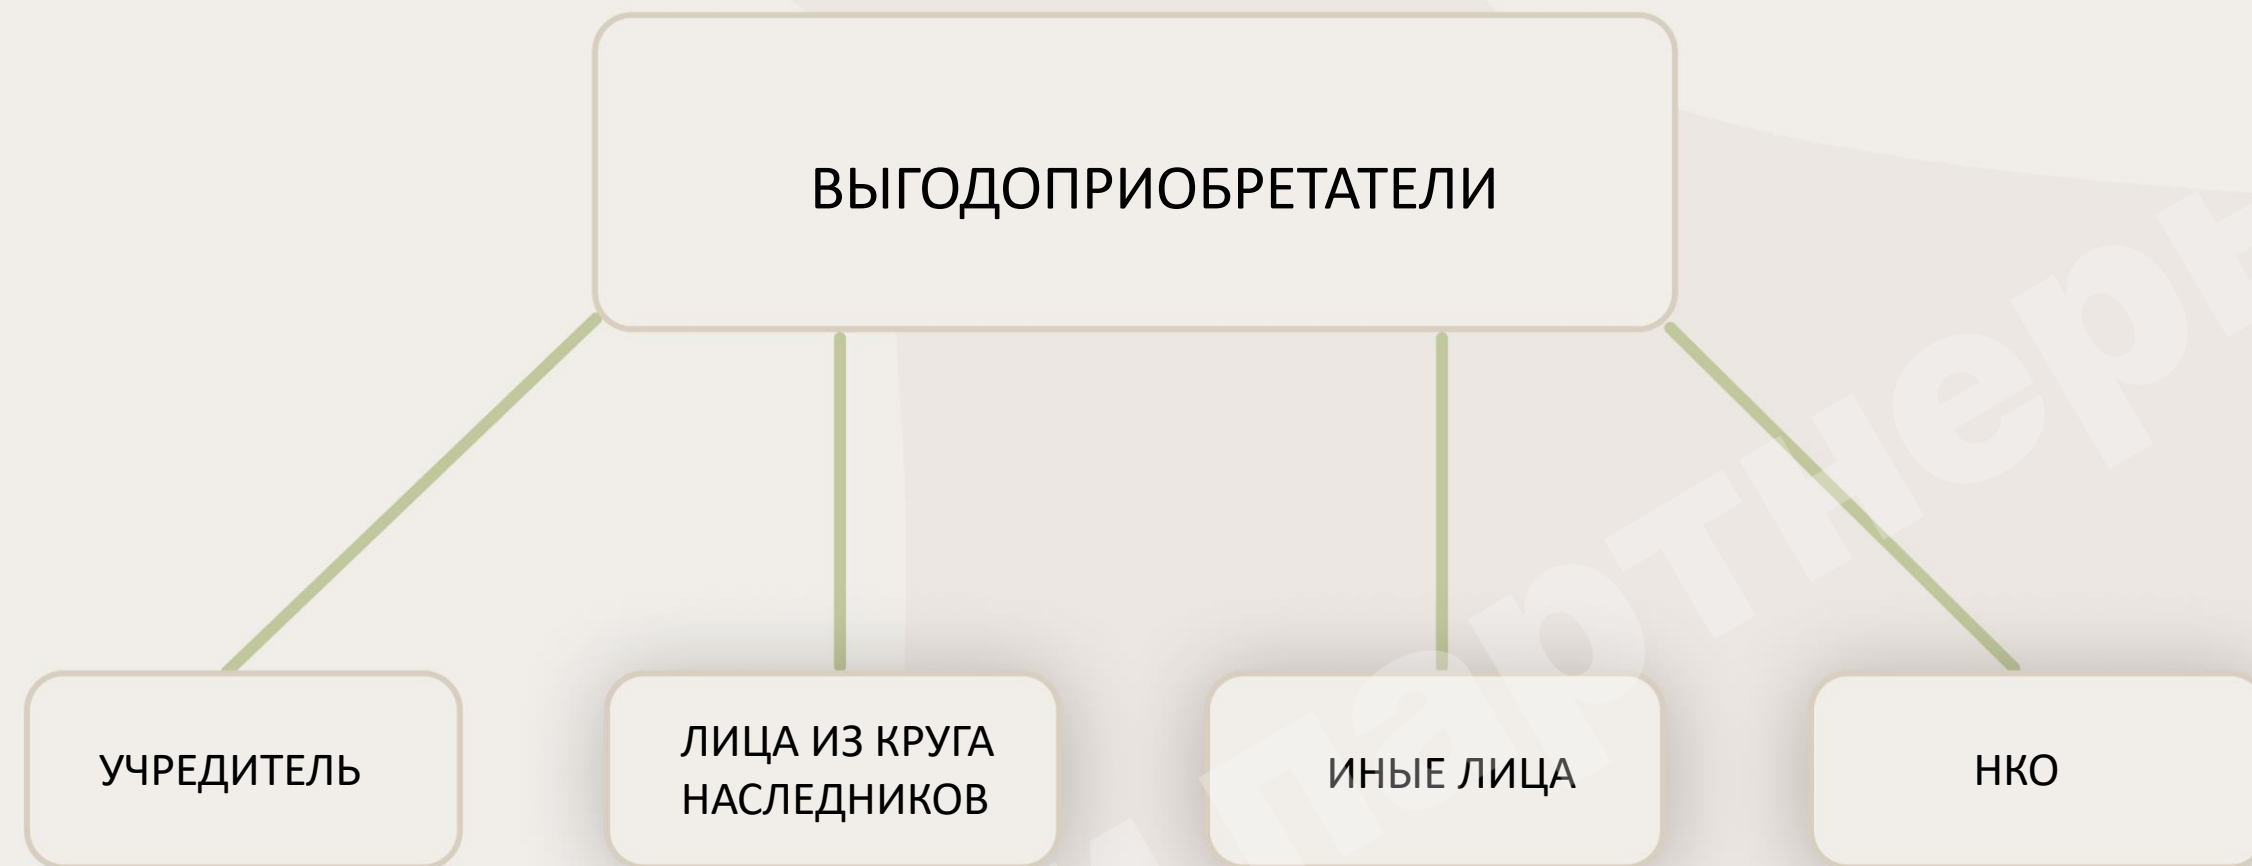 ВЫГОДОПРИОБРЕТАТЕЛИ
УЧРЕДИТЕЛЬ
ЛИЦА ИЗ КРУГА
НАСЛЕДНИКОВ
ИНЫЕ ЛИЦА
НКО